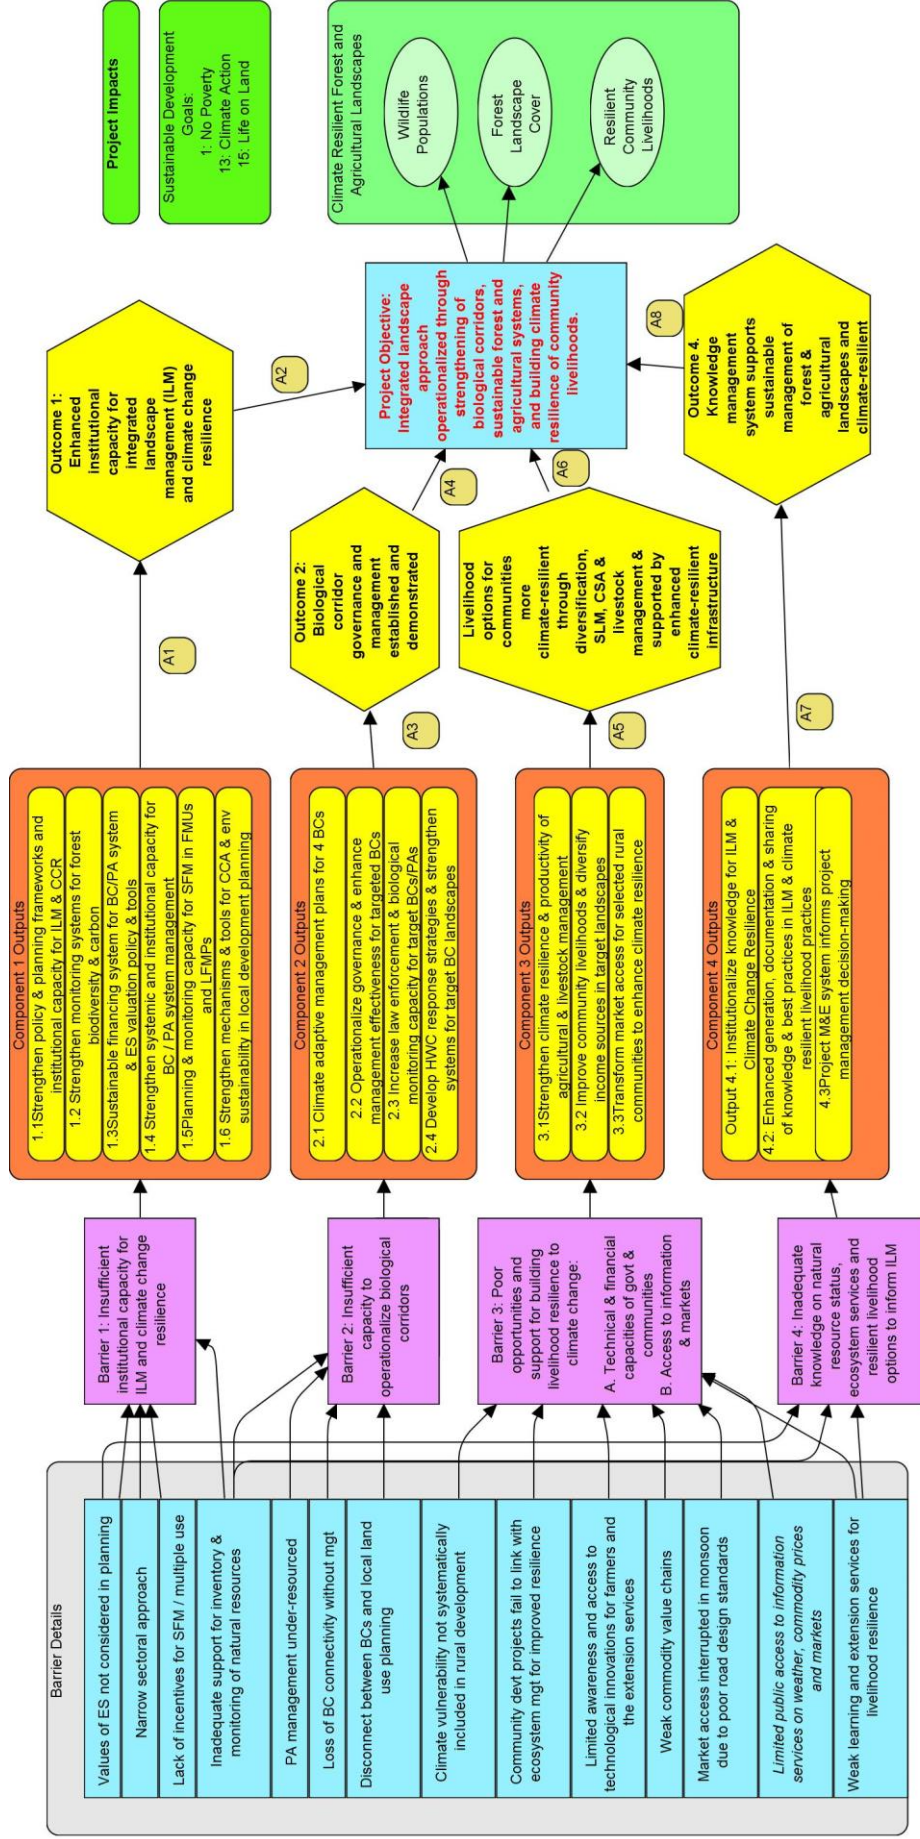 Barrier Details
Values of ES not considered in planning
Narrow sectoral approach
Lack of incentives for SFM / multiple use
Inadequate support for inventory &
monitoring of natural resources
PA management under-resourced
Loss of BC connectivity without mgt
Disconnect between BCs and local land
use planning
Climate vulnerability not systematically
included in rural development
Community devt projects fail to link with
ecosystem mgt for improved resilience
Limited awareness and access to
technological innovations for farmers and
the extension services
Weak commodity value chains
Market access interrupted in monsoon
due to poor road design standards
Limited public access to information
services on weather, commodity prices
and markets
Weak learning and extension services for
livelihood resilience
Barrier 1: Insufficient
institutional capacity for
ILM and climate change
resilience
Barrier 2: Insufficient
capacity to
operationalize biological
corridors
Barrier 3: Poor
opportunities and
support for building
livelihood resilience to
climate change:
A. Technical & financial
capacities of govt &
communities
B. Access to information
& markets
Barrier 4: Inadequate
knowledge on natural
resource status,
ecosystem services and
resilient livelihood
options to inform ILM
Component 1 Outputs
1.1Strengthen policy & planning frameworks and
institutional capacity for ILM & CCR
1.2 Strengthen monitoring systems for forest
biodiversity & carbon
1.3Sustainable financing system for BC/PA system
& ES valuation policy & tools
1.4 Strengthen systemic and institutional capacity for
BC / PA system management
1.5Planning & monitoring capacity for SFM in FMUs
and LFMPs
1.6 Strengthen mechanisms & tools for CCA & env
sustainability in local development planning
Component 2 Outputs
2.1 Climate adaptive management plans for 4 BCs
2.2 Operationalize governance & enhance
management effectiveness for targeted BCs
2.3 Increase law enforcement & biological
monitoring capacity for target BCs/PAs
2.4 Develop HWC response strategies & strengthen
systems for target BC landscapes
Component 3 Outputs
3.1Strengthen climate resilience & productivity of
agricultural & livestock management
3.2 Improve community livelihoods & diversify
income sources in target landscapes
3.3Transform market access for selected rural
communities to enhance climate resilience
Component 4 Outputs
Output 4.1: Institutionalize knowledge for ILM &
Climate Change Resilience
4.2: Enhanced generation, documentation & sharing
of knowledge & best practices in ILM & climate
resilient livelihood practices
4.3Project M&E system informs project
management decision-making
A1
A3
A5
A7
Outcome 1:
Enhanced
institutional
capacity for
integrated
landscape
management (ILM)
and climate change
resilience
Outcome 2:
Biological
corridor
governance and
management
established and
demonstrated
Livelihood
options for
communities
more
climate-resilient
through
diversification,
SLM, CSA &
livestock
management &
supported by
enhanced
climate-resilient
infrastructure
Outcome 4.
Knowledge
management
system supports
sustainable
management of
forest &
agricultural
landscapes and
climate-resilient
A2
A4
A6
A8
Project Objective:
Integrated landscape
approach
operationalized through
strengthening of
biological corridors,
sustainable forest and
agricultural systems,
and building climate
resilience of community
livelihoods.
Project Impacts
Sustainable Development
Goals:
1: No Poverty
13: Climate Action
15: Life on Land
Climate Resilient Forest and
Agricultural Landscapes
Wildlife
Populations
Forest
Landscape
Cover
Resilient
Community
Livelihoods